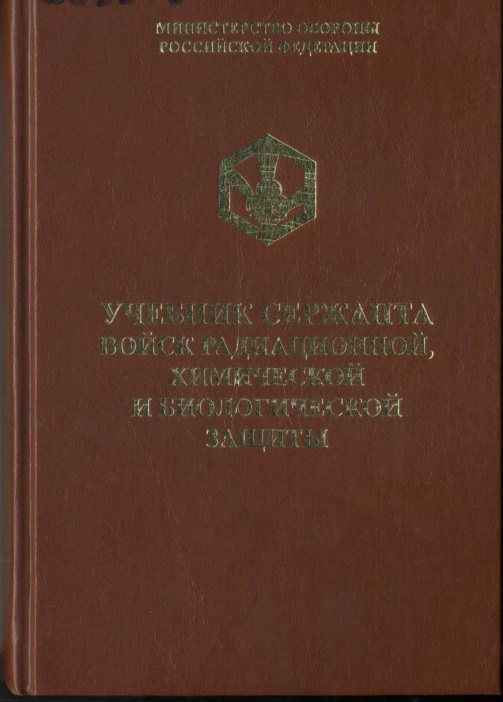 МИНИСТЕРСТВО ОБОРОНЫ
РОССИЙСКОЙ ФЕДЕРАЦИИ
УЧЕБНИК СЕРЖАНТА
ВОЙСК РАДИАЦИОННОЙ,
ХИМИЧЕСКОЙ
И БИОЛОГИЧЕСКОЙ
ЗАЩИТЫ